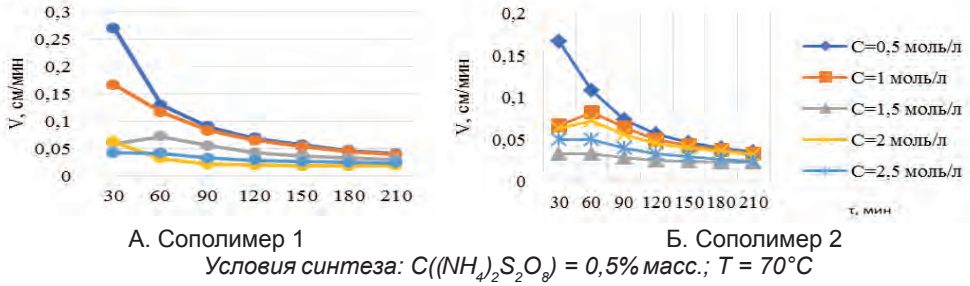 0,3
0,25
0,2
0,15
0,1
0,05
0
V, см/мин
30 60 90 120 150 180 210
0,2
0,15
0,1
0,05
0
V, см/мин
30 60 90 120 150 180 210
τ, мин
C=0,5 моль/л
C=1 моль/л
C=1,5 моль/л
C=2 моль/л
C=2,5 моль/л
А. Сополимер 1
Б. Сополимер 2
Условия синтеза: C((NH4)2S2O8) = 0,5% масс.; T = 70°C